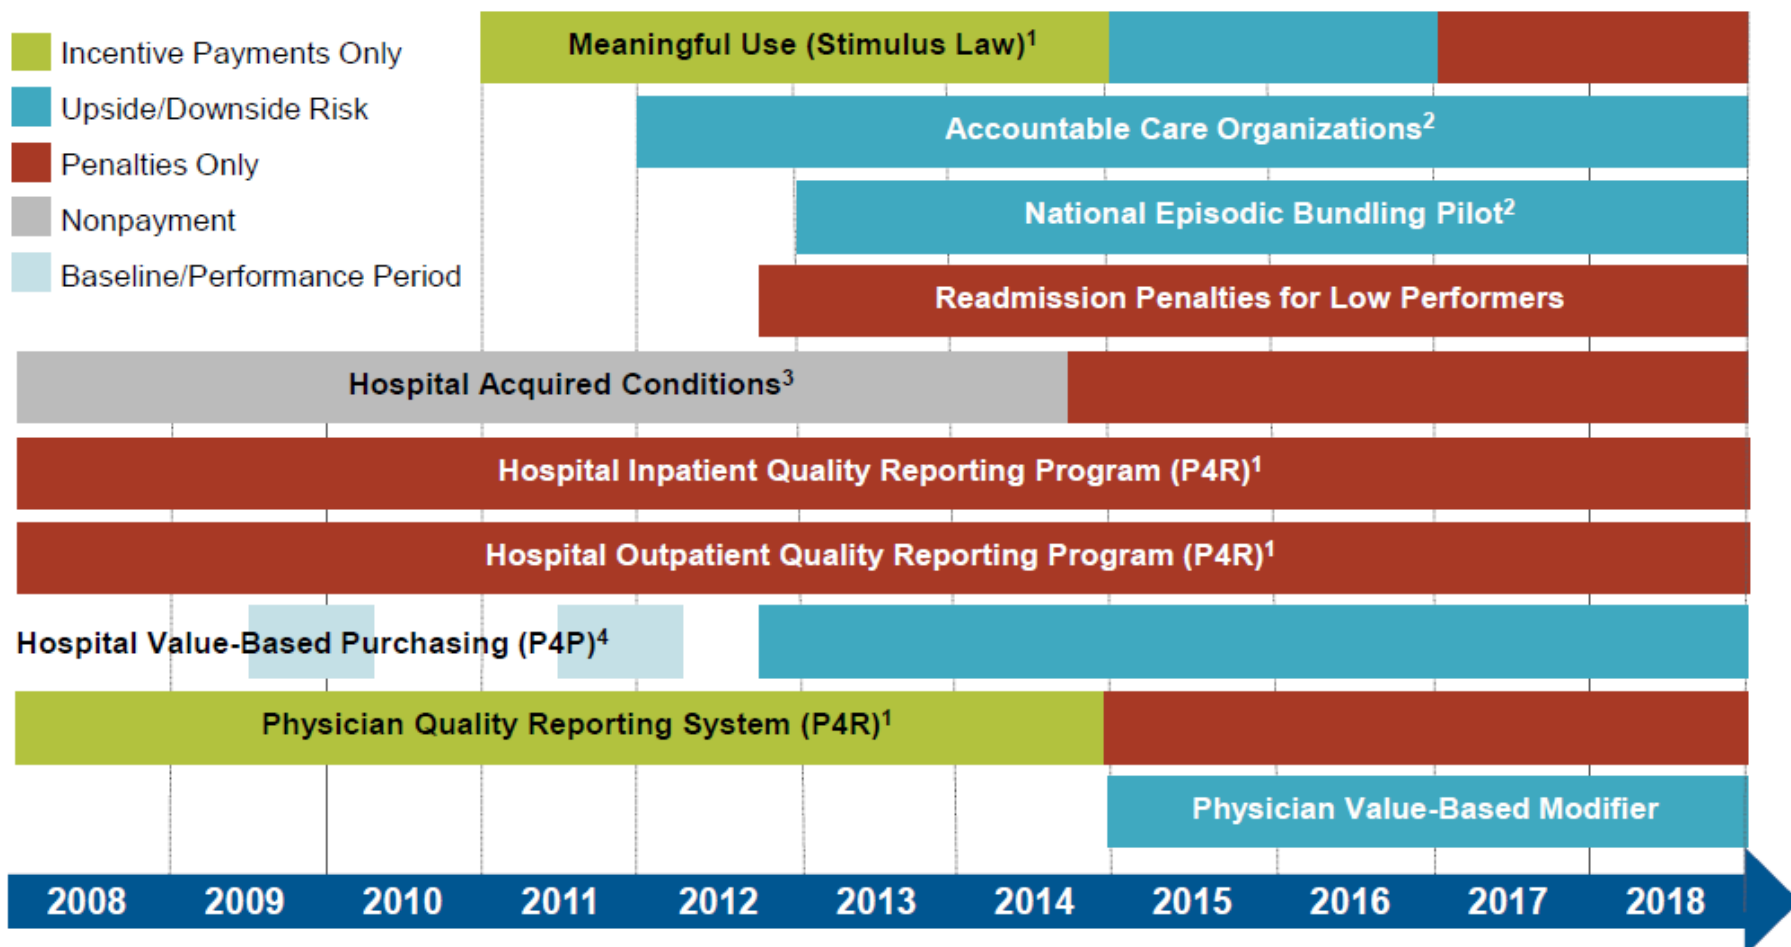 Incentive Payments Only
Upside/Downside Risk
Penalties Only
Nonpayment
Baseline/Performance Period
Meaningful Use (Stimulus Law)¹
Accountable Care Organizations²
National Episodic Bundling Pilot²
Readmission Penalties for Low Performers
Hospital Acquired Conditions³
Hospital Inpatient Quality Reporting Program (P4R)¹
Hospital Outpatient Quality Reporting Program (P4R)¹
Hospital Value-Based Purchasing (P4P)⁴
Physician Quality Reporting System (P4R)¹
Physician Value-Based Modifier
2008 2009 2010 2011 2012 2013 2014 2015 2016 2017 2018